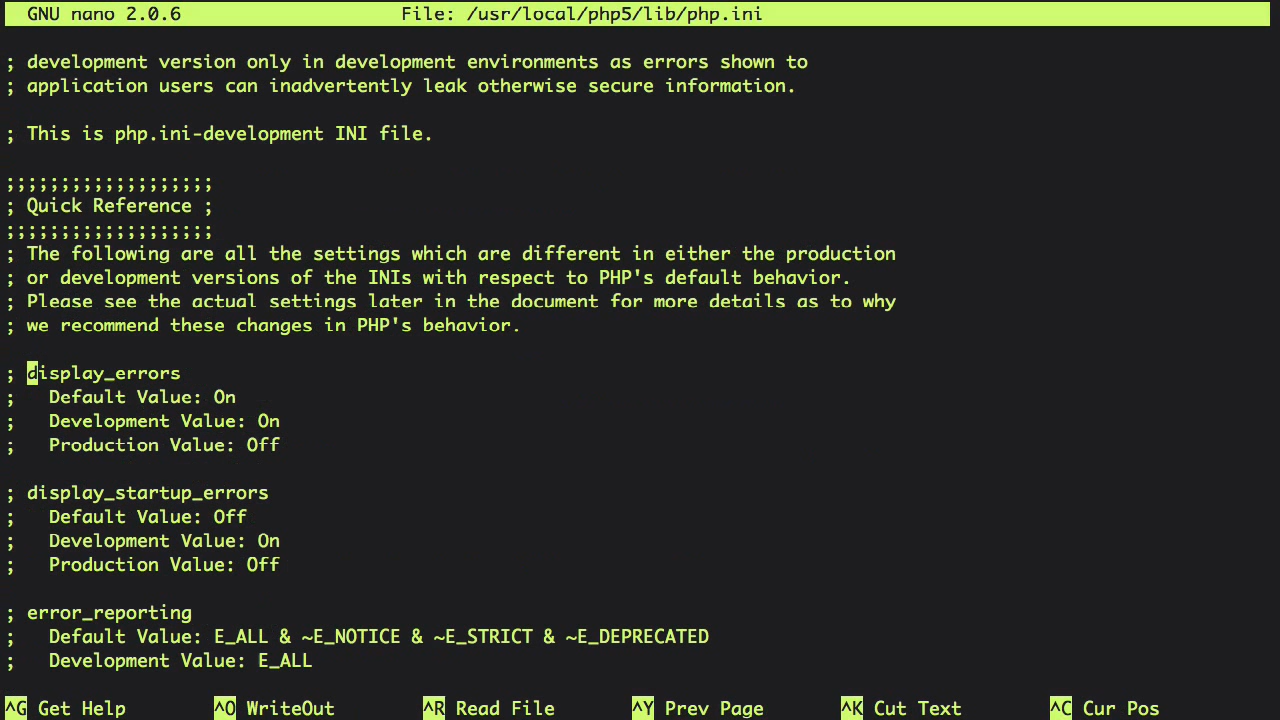 GNU nano 2.0.6 File: /usr/local/php5/lib/php.ini
; development version only in development environments as errors shown to
; application users can inadvertently leak otherwise secure information.
; This is php.ini-development INI file.
;;;;;;;;;;;;;;;;;;;
; Quick Reference ;
;;;;;;;;;;;;;;;;;;;
; The following are all the settings which are different in either the production
; or development versions of the INIs with respect to PHP's default behavior.
; Please see the actual settings later in the document for more details as to why
; we recommend these changes in PHP's behavior.
; display_errors
;   Default Value: On
;   Development Value: On
;   Production Value: Off
; display_startup_errors
;   Default Value: Off
;   Development Value: On
;   Production Value: Off
; error_reporting
;   Default Value: E_ALL & ~E_NOTICE & ~E_STRICT & ~E_DEPRECATED
;   Development Value: E_ALL
^G Get Help ^O WriteOut ^R Read File ^Y Prev Page ^K Cut Text ^C Cur Pos